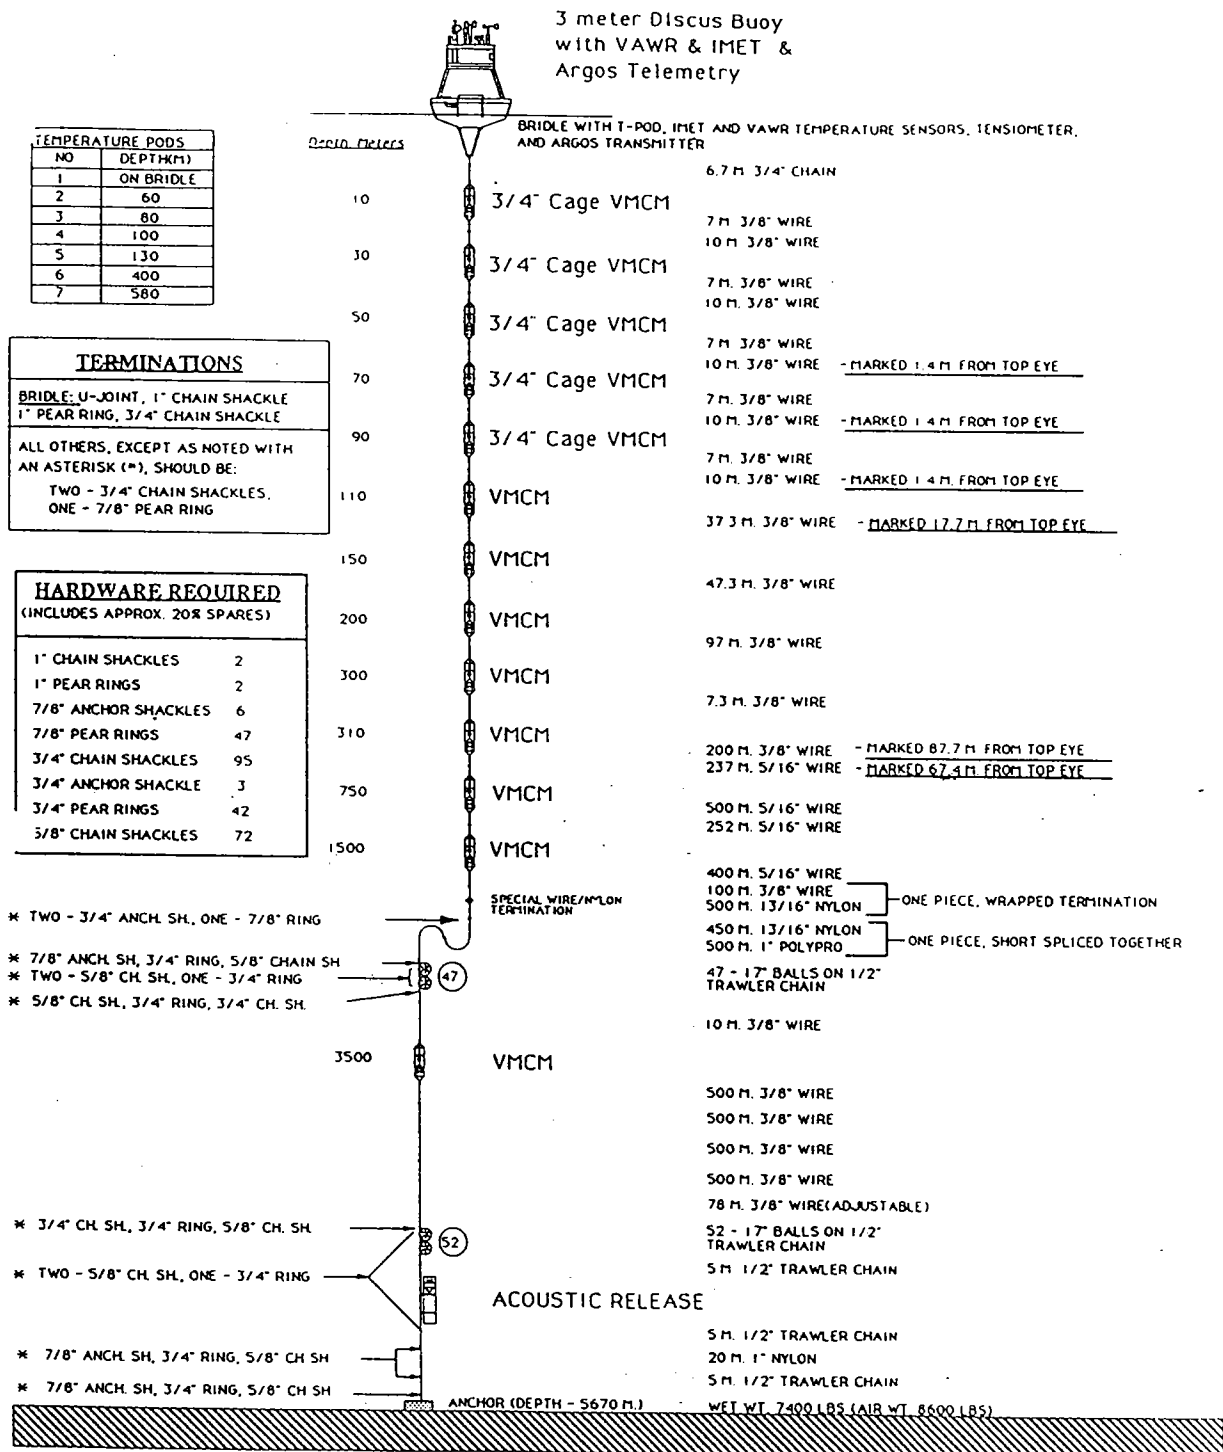 3 meter Discus Buoy
with VAWR & IMET &
Argos Telemetry
BRIDLE WITH T-POD, IMET AND VAWR TEMPERATURE SENSORS, TENSIOMETER,
AND ARGOS TRANSMITTER
TEMPERATURE PODS
NO DEPTH(M)
1 ON BRIDLE
2 60
3 80
4 100
5 130
6 400
7 580
TERMINATIONS
BRIDLE: U-JOINT, 1" CHAIN SHACKLE
1" PEAR RING, 3/4" CHAIN SHACKLE
ALL OTHERS, EXCEPT AS NOTED WITH
AN ASTERISK (*), SHOULD BE:
TWO - 3/4" CHAIN SHACKLES,
ONE - 7/8" PEAR RING
HARDWARE REQUIRED
(INCLUDES APPROX. 20% SPARES)
1" CHAIN SHACKLES 2
1" PEAR RINGS 2
7/8" ANCHOR SHACKLES 6
7/8" PEAR RINGS 47
3/4" CHAIN SHACKLES 95
3/4" ANCHOR SHACKLE 3
3/4" PEAR RINGS 42
5/8" CHAIN SHACKLES 72
Depth Meters
6.7 M 3/4" CHAIN
10 3/4" Cage VMCM
7 M 3/8" WIRE
10 M. 3/8" WIRE
30 3/4" Cage VMCM
7 M. 3/8" WIRE
10 M. 3/8" WIRE
50 3/4" Cage VMCM
7 M 3/8" WIRE
10 M. 3/8" WIRE - MARKED 1.4 M FROM TOP EYE
70 3/4" Cage VMCM
7 M. 3/8" WIRE
10 M. 3/8" WIRE - MARKED 1.4 M FROM TOP EYE
90 3/4" Cage VMCM
7 M. 3/8" WIRE
10 M. 3/8" WIRE - MARKED 1.4 M. FROM TOP EYE
110 VMCM
37.3 M. 3/8" WIRE - MARKED 17.7 M FROM TOP EYE
150 VMCM
47.3 M. 3/8" WIRE
200 VMCM
97 M. 3/8" WIRE
300 VMCM
7.3 M. 3/8" WIRE
310 VMCM
200 M. 3/8" WIRE - MARKED 87.7 M FROM TOP EYE
237 M. 5/16" WIRE - MARKED 67.4 M. FROM TOP EYE
750 VMCM
500 M. 5/16" WIRE
252 M. 5/16" WIRE
1500 VMCM
400 M. 5/16" WIRE
100 M. 3/8" WIRE
500 M. 13/16" NYLON
ONE PIECE, WRAPPED TERMINATION
SPECIAL WIRE/NYLON
TERMINATION
* TWO - 3/4" ANCH. SH., ONE - 7/8" RING
450 M. 13/16" NYLON
500 M. 1" POLYPRO
ONE PIECE, SHORT SPLICED TOGETHER
* 7/8" ANCH. SH, 3/4" RING, 5/8" CHAIN SH
* TWO - 5/8" CH. SH., ONE - 3/4" RING
47
47 - 17" BALLS ON 1/2"
TRAWLER CHAIN
* 5/8" CH. SH., 3/4" RING, 3/4" CH. SH.
10 M. 3/8" WIRE
3500 VMCM
500 M. 3/8" WIRE
500 M. 3/8" WIRE
500 M. 3/8" WIRE
500 M. 3/8" WIRE
78 M. 3/8" WIRE(ADJUSTABLE)
* 3/4" CH. SH., 3/4" RING, 5/8" CH. SH.
52
52 - 17" BALLS ON 1/2"
TRAWLER CHAIN
* TWO - 5/8" CH. SH., ONE - 3/4" RING
5 M 1/2" TRAWLER CHAIN
ACOUSTIC RELEASE
5 M. 1/2" TRAWLER CHAIN
* 7/8" ANCH. SH, 3/4" RING, 5/8" CH SH
20 M. 1" NYLON
5 M. 1/2" TRAWLER CHAIN
* 7/8" ANCH. SH, 3/4" RING, 5/8" CH SH
ANCHOR (DEPTH - 5670 M.) WET WT. 7400 LBS (AIR WT. 8600 LBS)